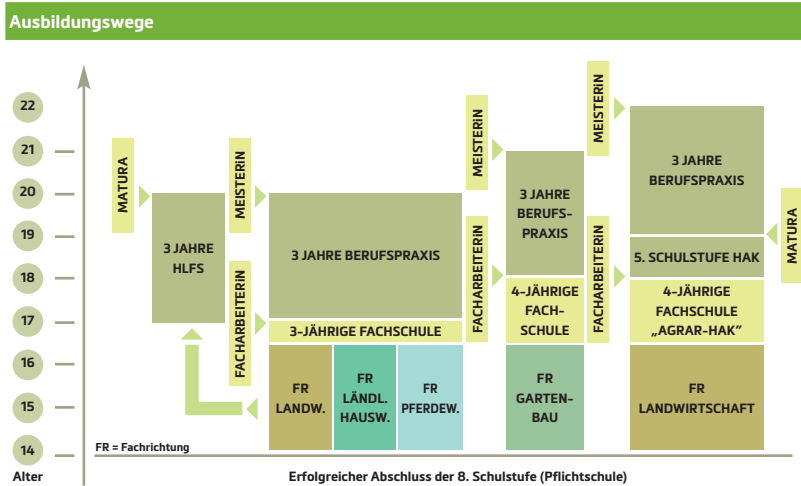 Ausbildungswege
22
21
20
19
18
17
16
15
14
Alter
MATURA
3 JAHRE
HLFS
MEISTERiN
FACHARBEITERiN
3 JAHRE BERUFSPRAXIS
3-JÄHRIGE FACHSCHULE
FR
LANDW.
FR
LÄNDL.
HAUSW.
FR
PFERDEW.
MEISTERiN
FACHARBEITERiN
3 JAHRE
BERUFS-
PRAXIS
4-JÄHRIGE
FACH-
SCHULE
FR
GARTEN-
BAU
MEISTERiN
FACHARBEITERiN
3 JAHRE
BERUFSPRAXIS
5. SCHULSTUFE HAK
4-JÄHRIGE
FACHSCHULE
„AGRAR-HAK”
FR
LANDWIRTSCHAFT
MATURA
FR = Fachrichtung
Erfolgreicher Abschluss der 8. Schulstufe (Pflichtschule)